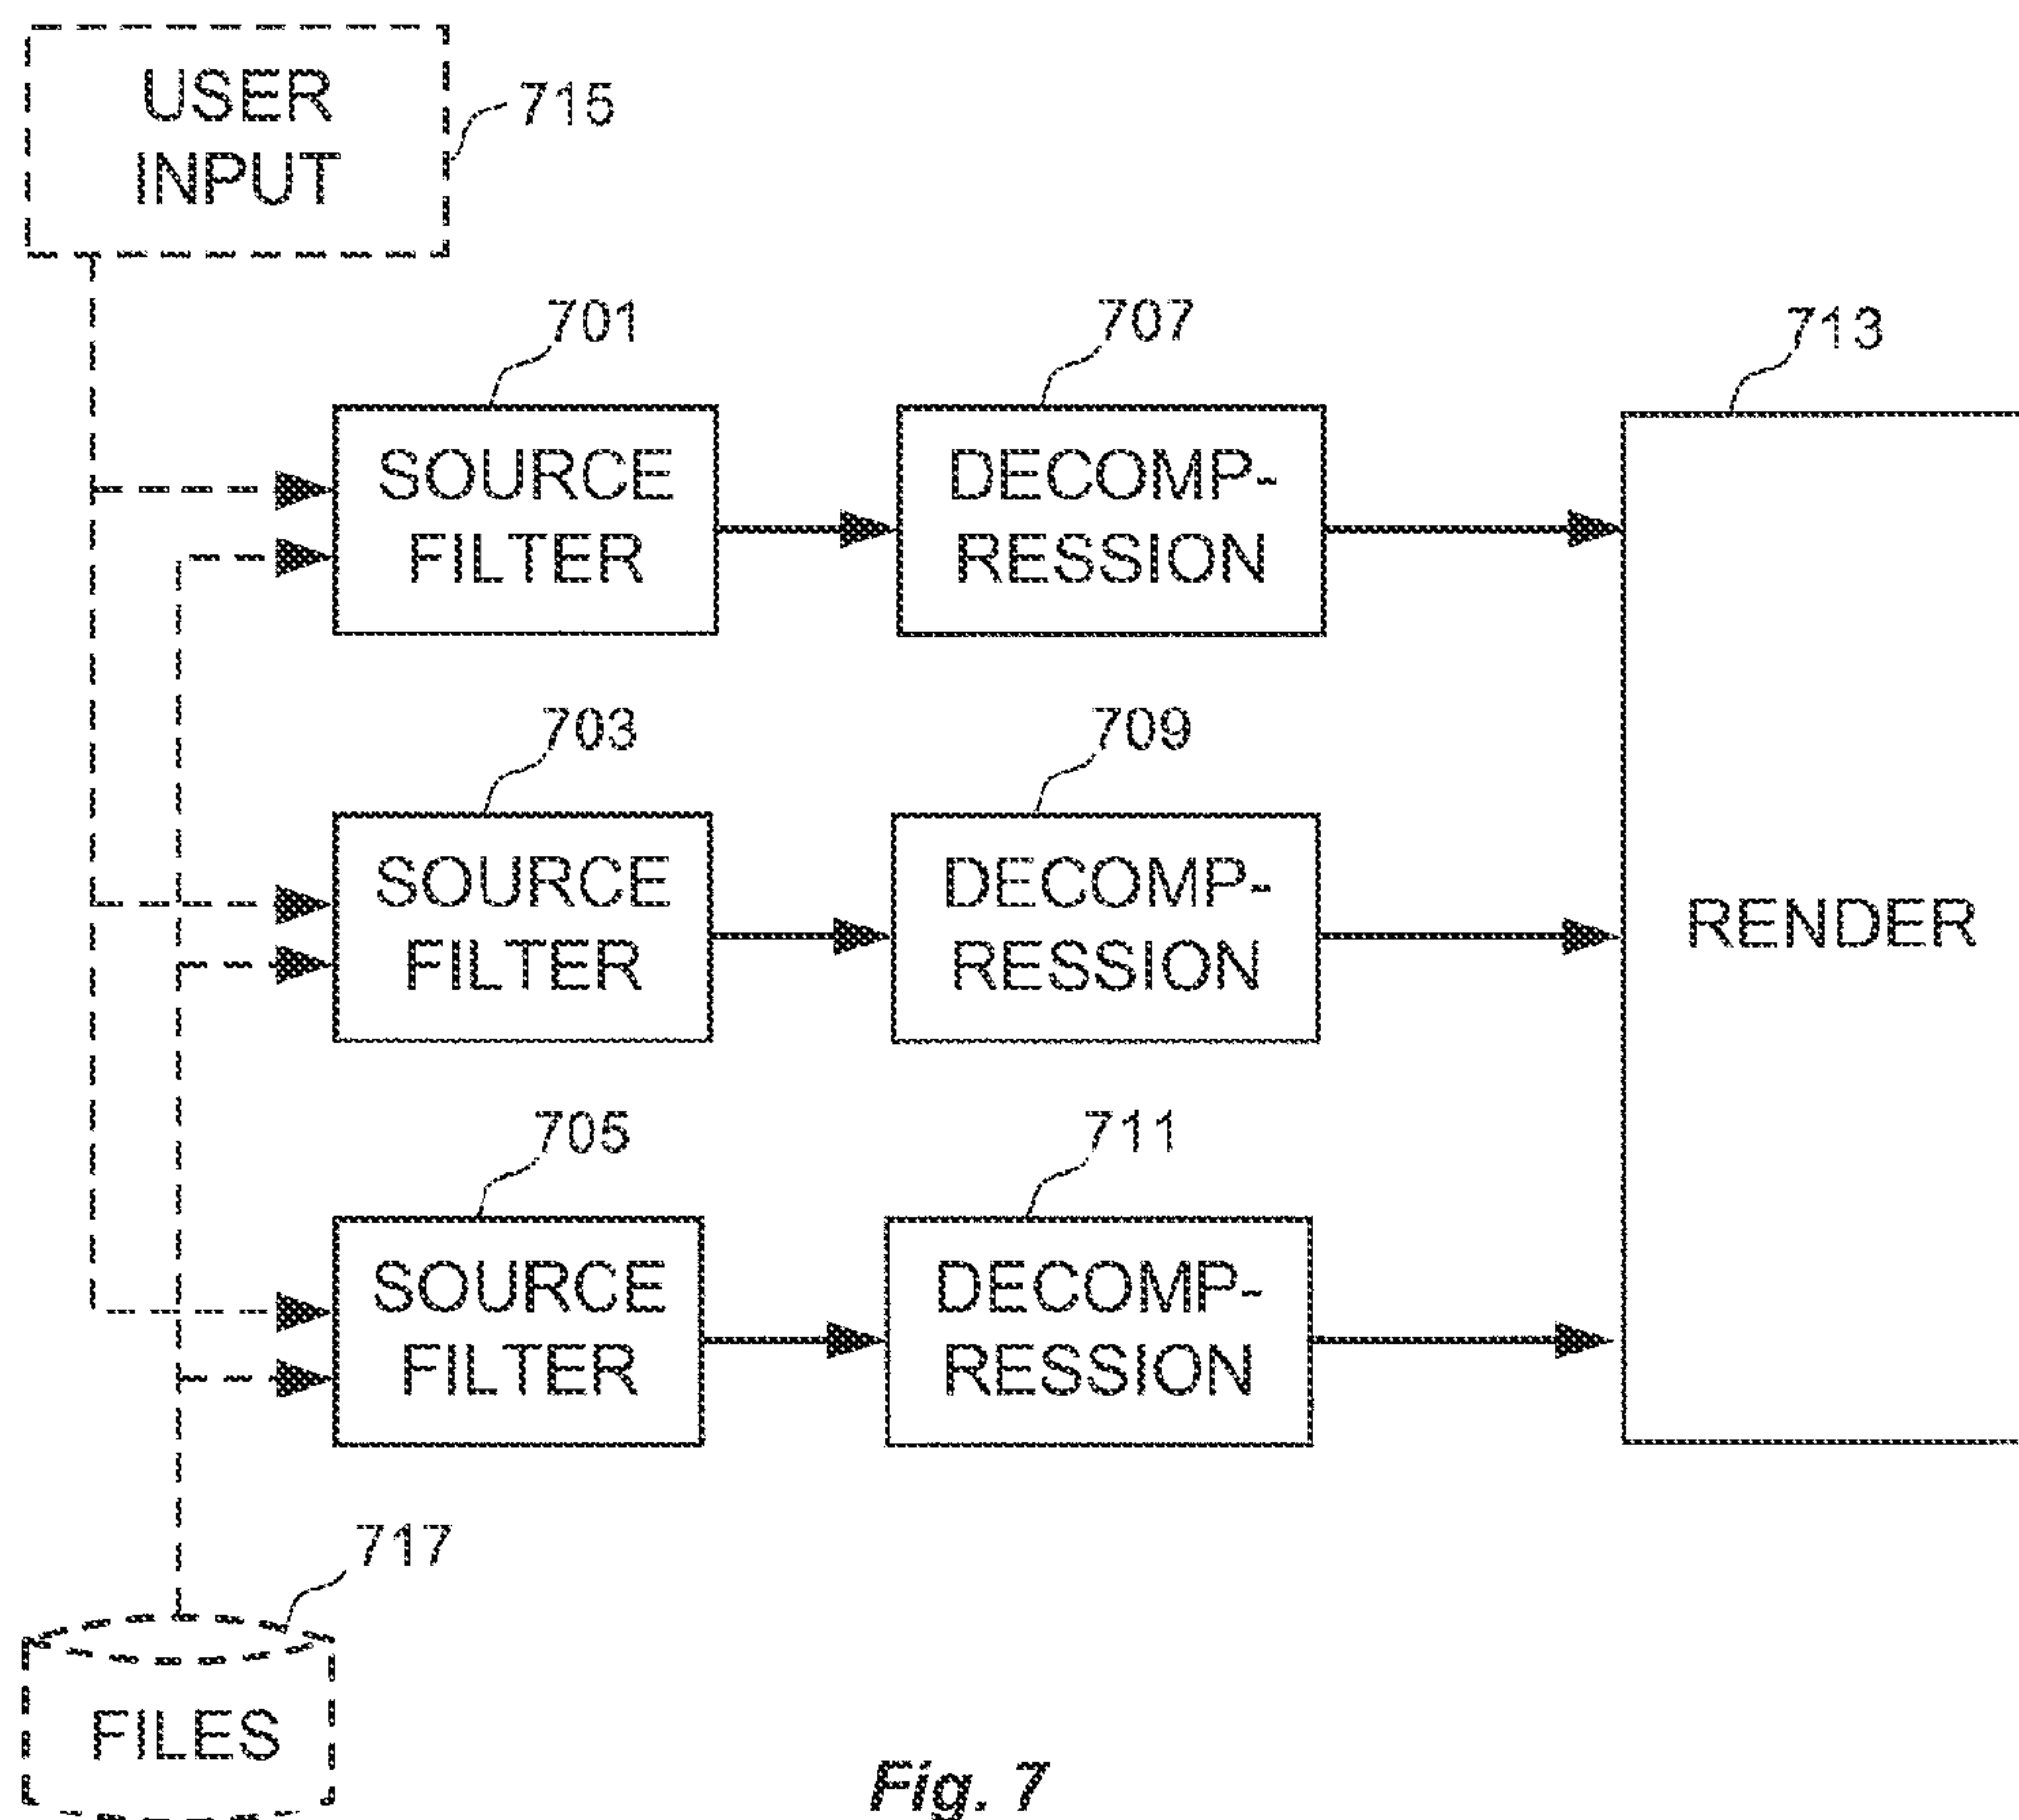 USER
INPUT
715
701
707
713
SOURCE
FILTER
DECOMP-
RESSION
703
709
SOURCE
FILTER
DECOMP-
RESSION
RENDER
705
711
SOURCE
FILTER
DECOMP-
RESSION
717
FILES
Fig. 7